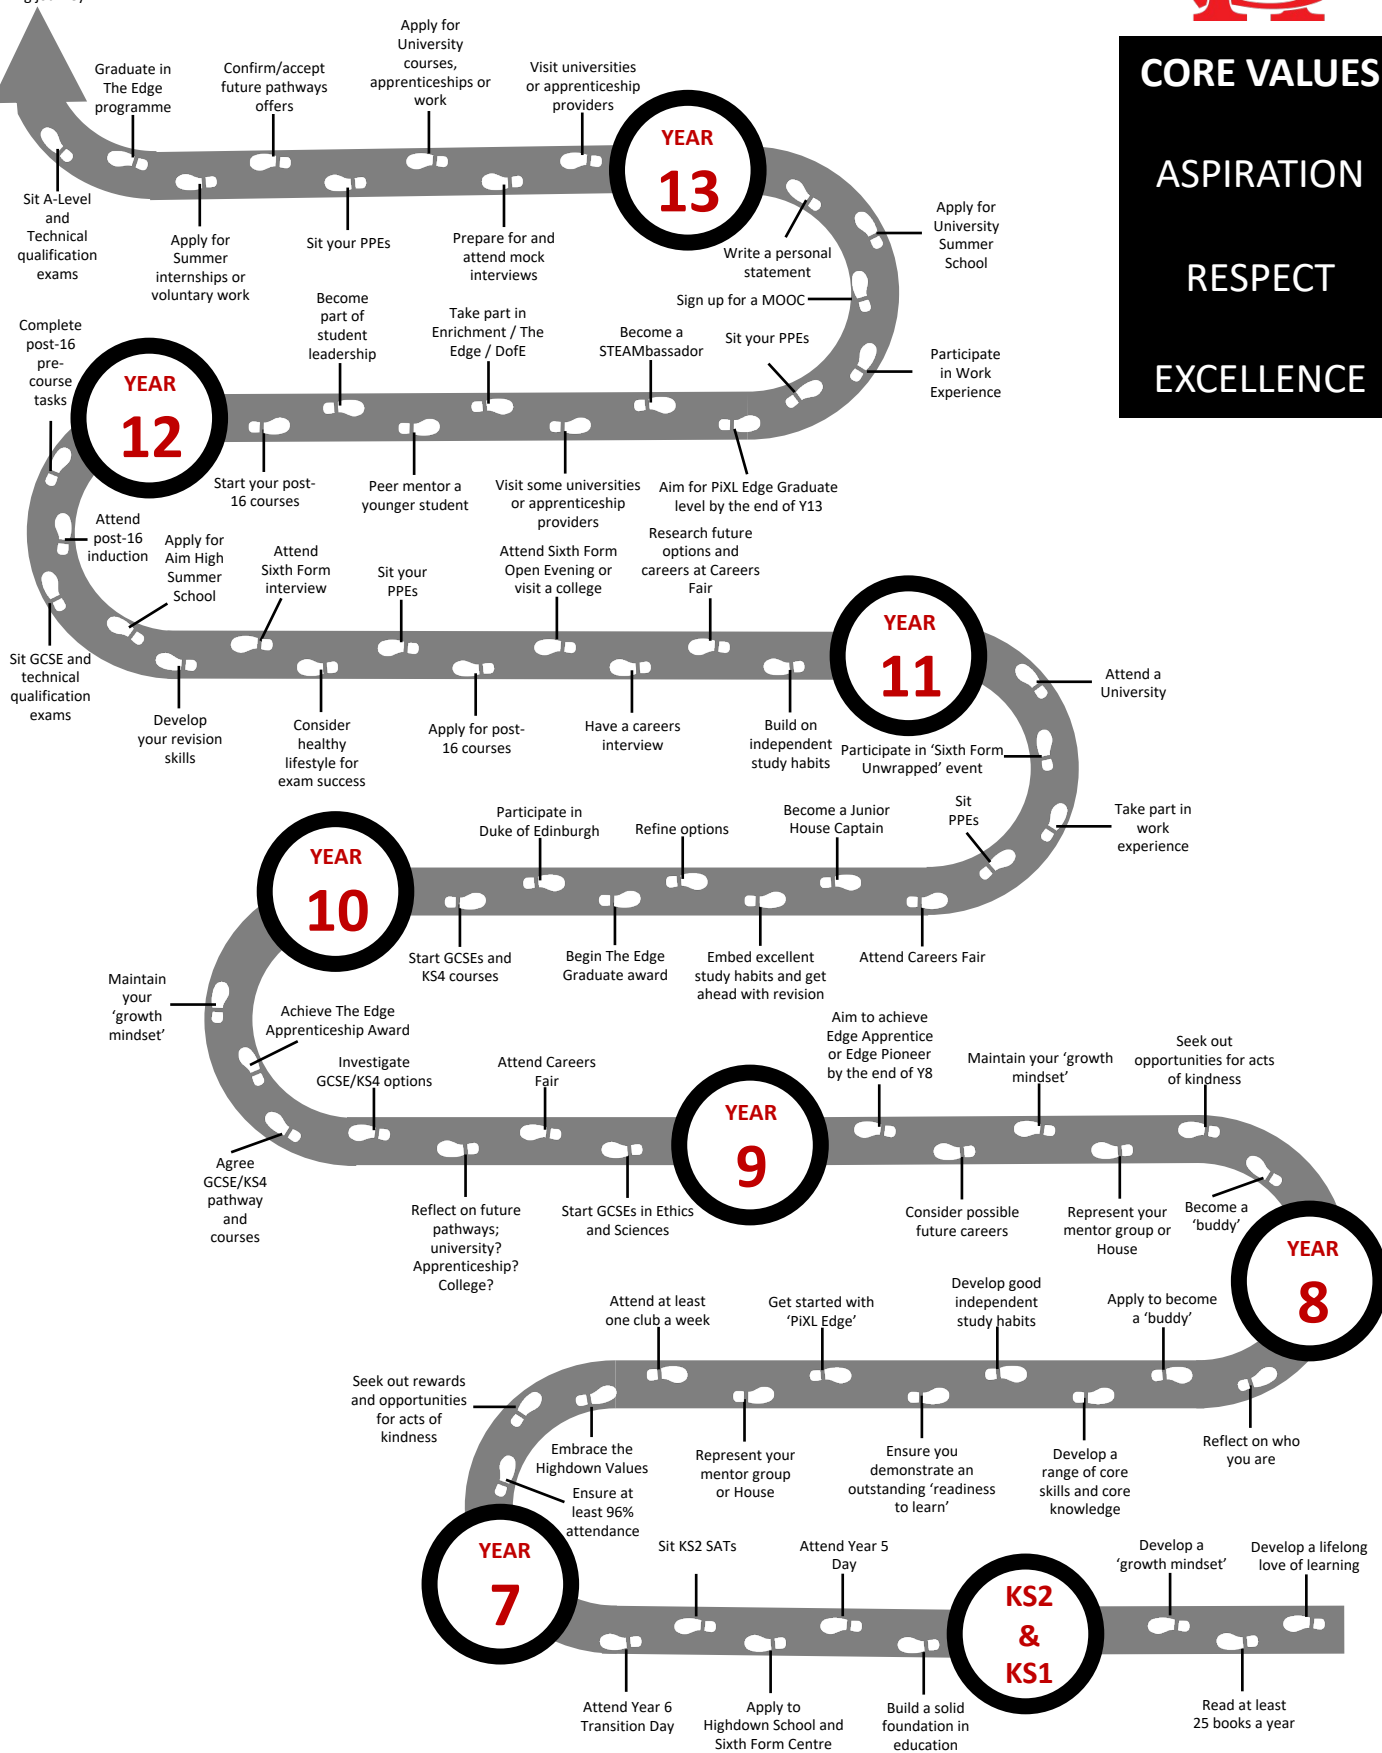 CORE VALUES
ASPIRATION
RESPECT
EXCELLENCE
Graduate in
The Edge
programme
Confirm/accept
future pathways
offers
Apply for
University
courses,
apprenticeships or
work
Visit universities
or apprenticeship
providers
YEAR
13
Sit A-Level
and
Technical
qualification
exams
Apply for
Summer
internships or
voluntary work
Sit your PPEs
Prepare for and
attend mock
interviews
Write a personal
statement
Apply for
University
Summer
School
Sign up for a MOOC
Participate
in Work
Experience
Sit your PPEs
Complete
post-16
pre-
course
tasks
YEAR
12
Become
part of
student
leadership
Take part in
Enrichment / The
Edge / DofE
Become a
STEAMbassador
Start your post-
16 courses
Peer mentor a
younger student
Visit some universities
or apprenticeship
providers
Aim for PiXL Edge Graduate
level by the end of Y13
Attend
post-16
induction
Apply for
Aim High
Summer
School
Attend
Sixth Form
interview
Sit your
PPEs
Attend Sixth Form
Open Evening or
visit a college
Research future
options and
careers at Careers
Fair
YEAR
11
Sit GCSE and
technical
qualification
exams
Develop
your revision
skills
Consider
healthy
lifestyle for
exam success
Apply for post-
16 courses
Have a careers
interview
Build on
independent
study habits
Attend a
University
Participate in ‘Sixth Form
Unwrapped’ event
Take part in
work
experience
Sit
PPEs
YEAR
10
Participate in
Duke of Edinburgh
Refine options
Become a Junior
House Captain
Start GCSEs and
KS4 courses
Begin The Edge
Graduate award
Embed excellent
study habits and get
ahead with revision
Attend Careers Fair
Maintain
your
‘growth
mindset’
Achieve The Edge
Apprenticeship Award
Investigate
GCSE/KS4 options
Attend Careers
Fair
YEAR
9
Aim to achieve
Edge Apprentice
or Edge Pioneer
by the end of Y8
Maintain your ‘growth
mindset’
Seek out
opportunities for acts
of kindness
Agree
GCSE/KS4
pathway
and
courses
Reflect on future
pathways;
university?
Apprenticeship?
College?
Start GCSEs in Ethics
and Sciences
Consider possible
future careers
Represent your
mentor group or
House
Become a
‘buddy’
YEAR
8
Attend at least
one club a week
Get started with
‘PiXL Edge’
Develop good
independent
study habits
Apply to become
a ‘buddy’
Seek out rewards
and opportunities
for acts of
kindness
Embrace the
Highdown Values
Represent your
mentor group
or House
Ensure you
demonstrate an
outstanding ‘readiness
to learn’
Develop a
range of core
skills and core
knowledge
Reflect on who
you are
Ensure at
least 96%
attendance
YEAR
7
Sit KS2 SATs
Attend Year 5
Day
KS2
&
KS1
Develop a
‘growth mindset’
Develop a lifelong
love of learning
Attend Year 6
Transition Day
Apply to
Highdown School and
Sixth Form Centre
Build a solid
foundation in
education
Read at least
25 books a year